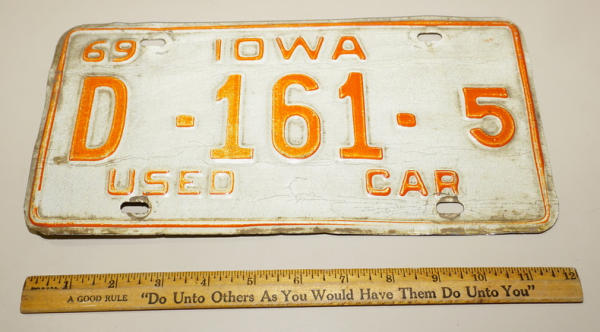 69 IOWA
D-161-5
USED CAR
1 2 3 4 5 6 7 8 9 10 11 12
A GOOD RULE "Do Unto Others As You Would Have Them Do Unto You"